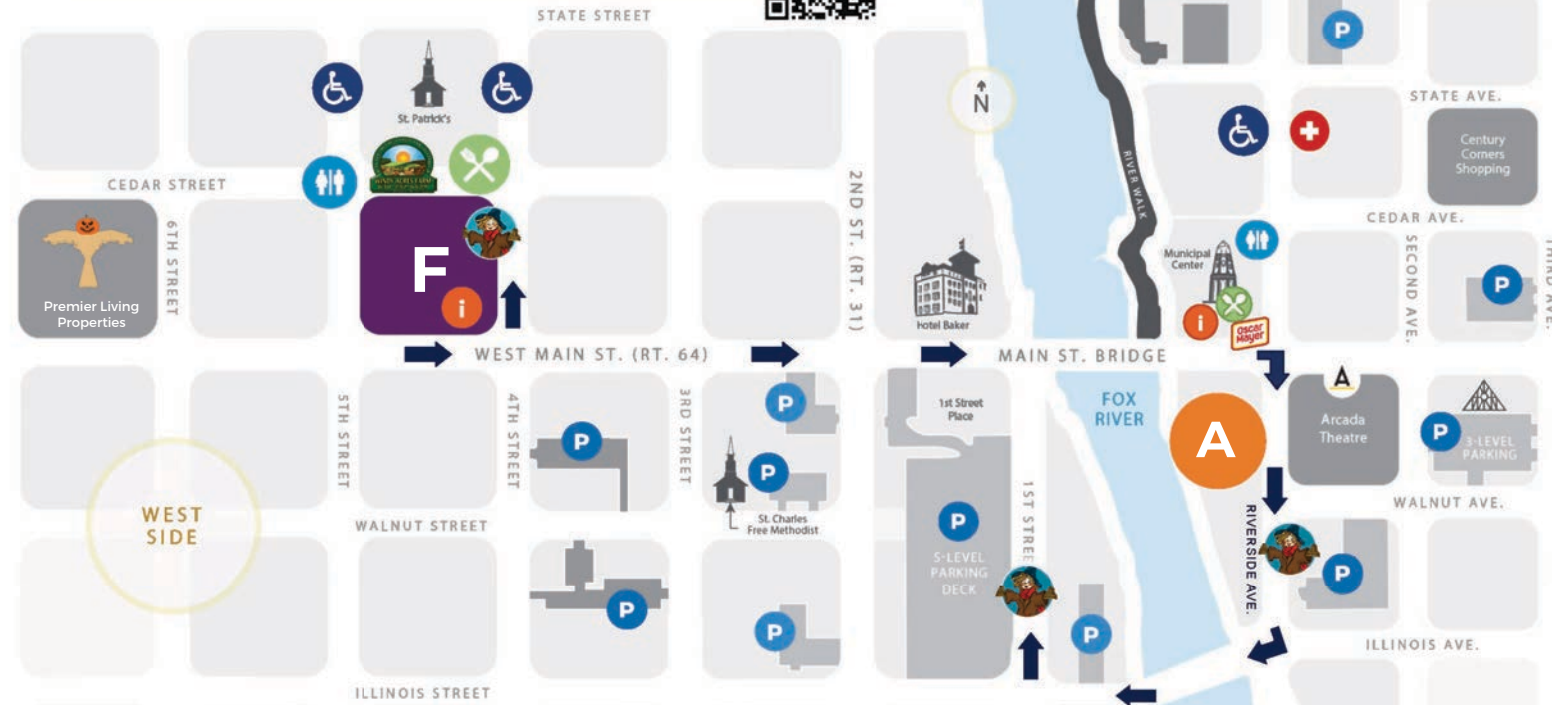 STATE STREET
P
N
St. Patrick's
STATE AVE.
Century
Corners
Shopping
RIVER WALK
CEDAR STREET
CEDAR AVE.
6TH STREET
2ND ST. (RT. 31)
SECOND AVE.
THIRD AVE.
F
i
Premier Living
Properties
Municipal
Center
P
i
Oscar
Mayer
Hotel Baker
WEST MAIN ST. (RT. 64)
MAIN ST. BRIDGE
5TH STREET
4TH STREET
3RD STREET
P
P
P
1st Street
Place
FOX
RIVER
A
A
Arcada
Theatre
P
3-LEVEL
PARKING
WEST
SIDE
WALNUT STREET
St. Charles
Free Methodist
P
5-LEVEL
PARKING
DECK
1ST STREE
WALNUT AVE.
RIVERSIDE AVE.
P
P
P
P
ILLINOIS AVE.
ILLINOIS STREET